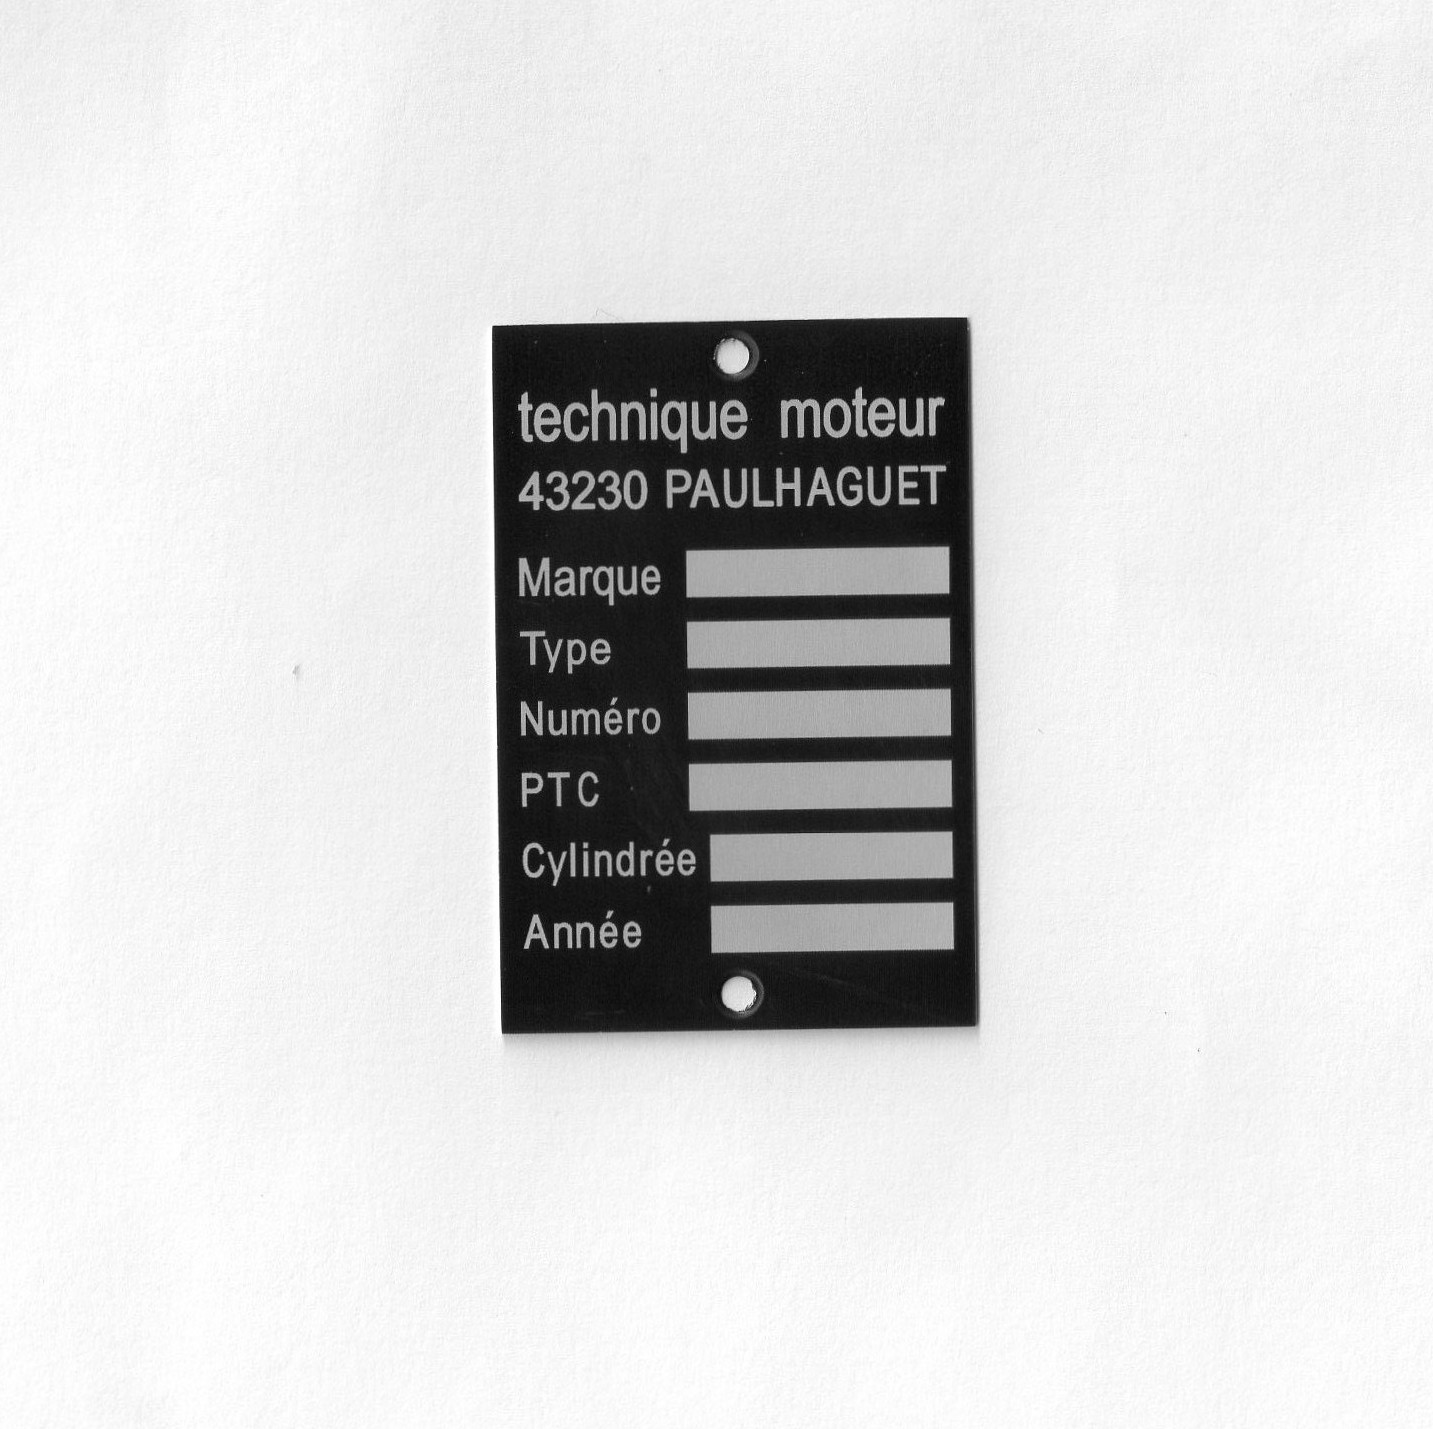 technique moteur
43230 PAULHAGUET
Marque
Type
Numéro
PTC
Cylindrée
Année